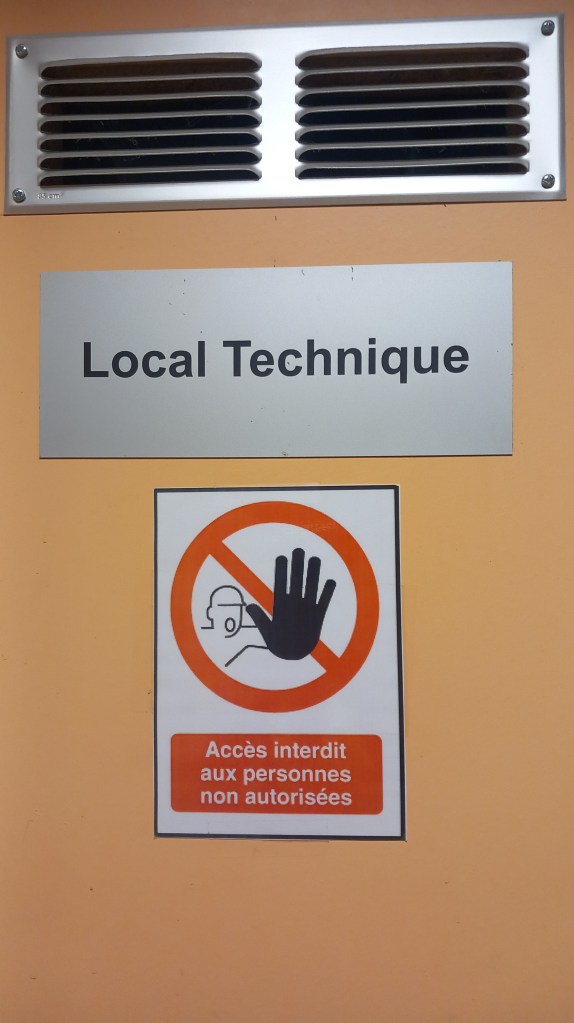 Local Technique
Accès interdit
aux personnes
non autorisées